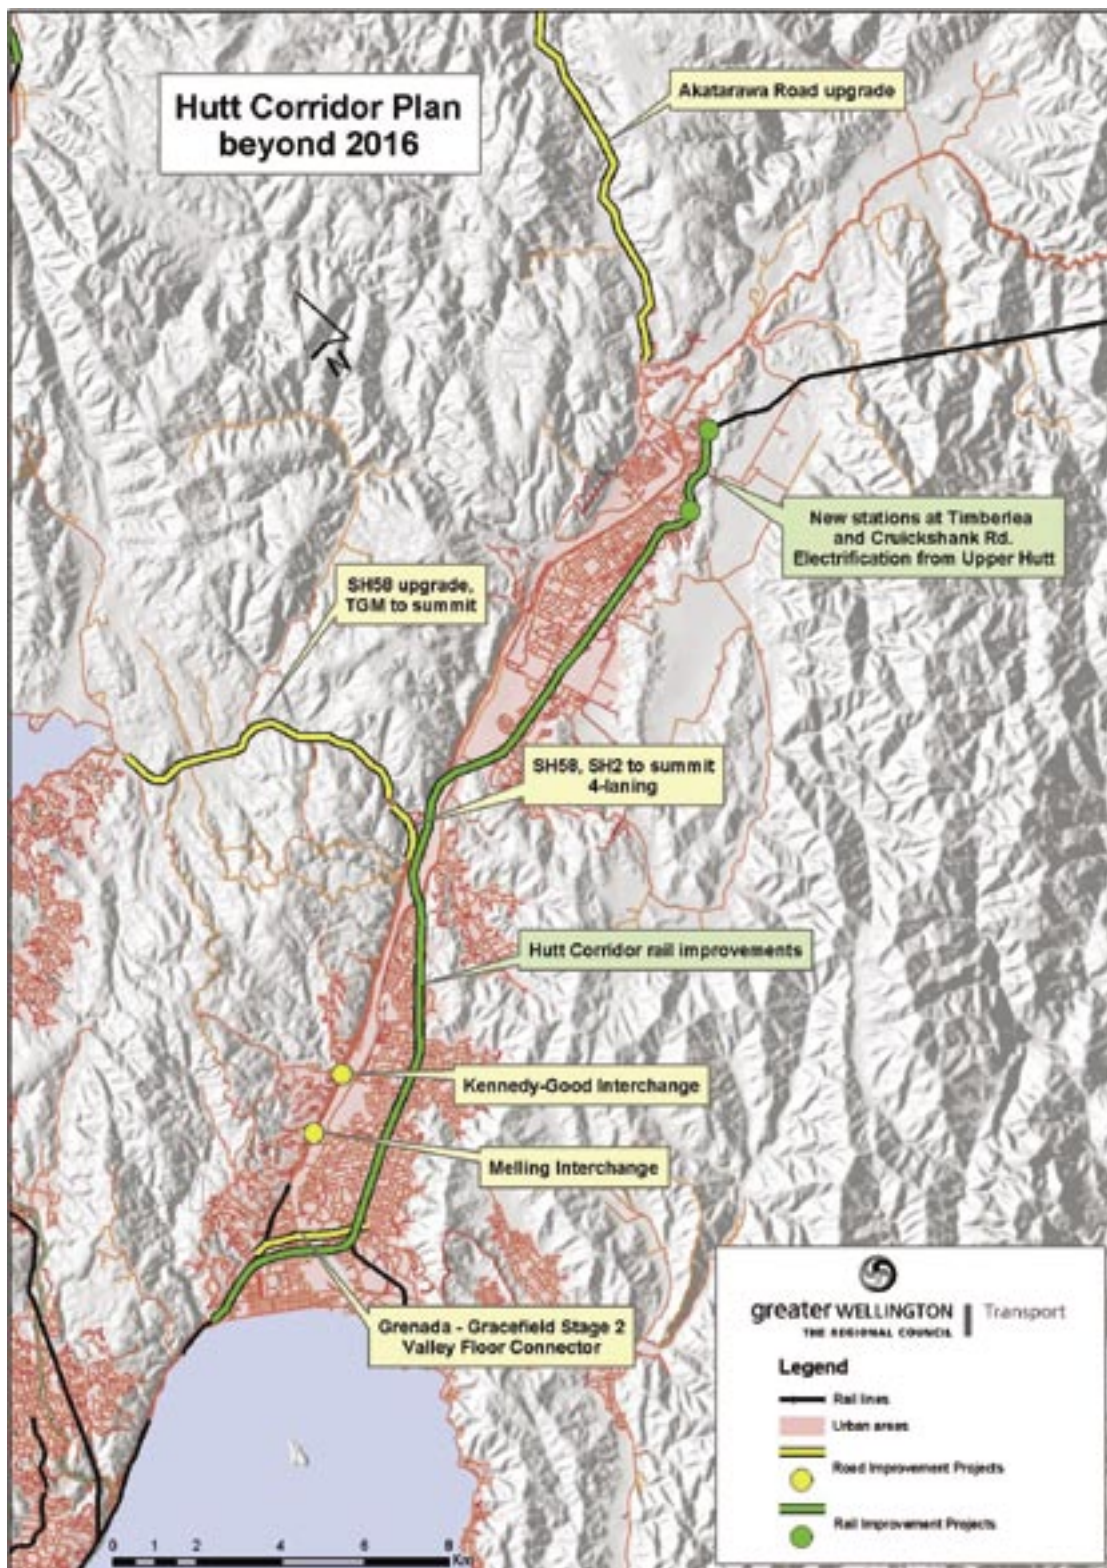 Hutt Corridor Plan
beyond 2016
Akatarawa Road upgrade
N
New stations at Timberlea
and Cruickshank Rd.
Electrification from Upper Hutt
SH58 upgrade,
TGM to summit
SH58, SH2 to summit
4-laning
Hutt Corridor rail improvements
Kennedy-Good Interchange
Melling Interchange
Grenada - Gracefield Stage 2
Valley Floor Connector
greater WELLINGTON | Transport
THE REGIONAL COUNCIL
Legend
Rail lines
Urban areas
Road Improvement Projects
Rail Improvement Projects
0 1 2 4 6 8
Km